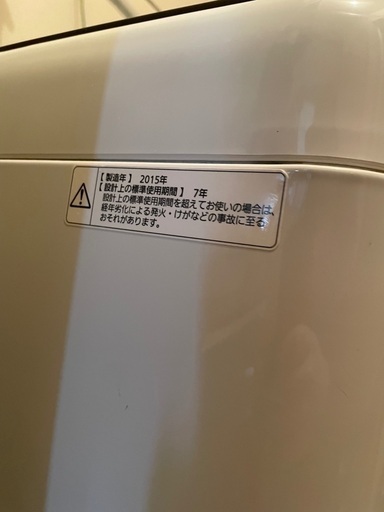 【製造年】 2015年
【設計上の標準使用期間】 7年
設計上の標準使用期間を超えてお使いの場合は、
経年劣化による発火・けがなどの事故に至る
おそれがあります。